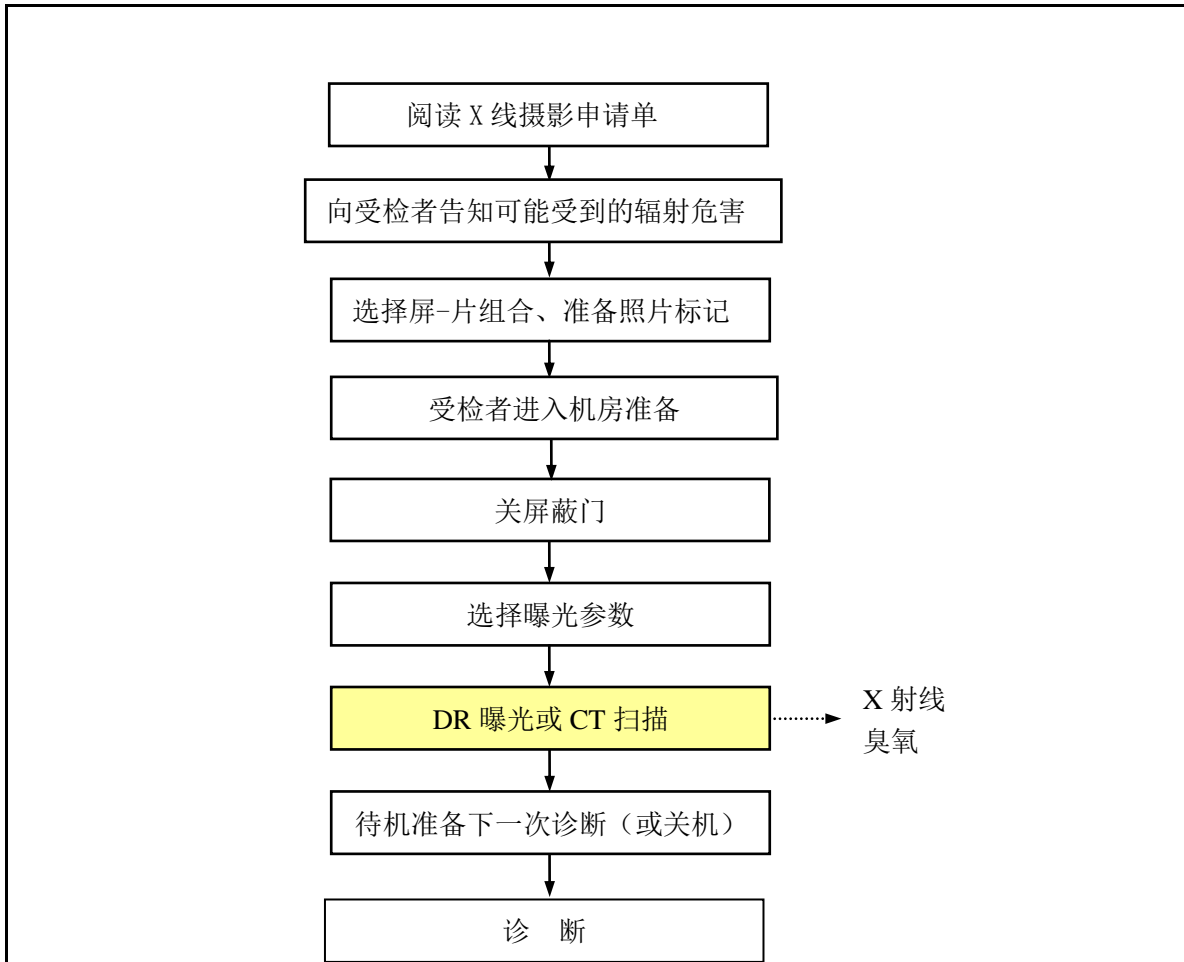 阅读 X 线摄影申请单
向受检者告知可能受到的辐射危害
选择屏-片组合、准备照片标记
受检者进入机房准备
关屏蔽门
选择曝光参数
DR 曝光或 CT 扫描
X 射线
臭氧
待机准备下一次诊断（或关机）
诊 断